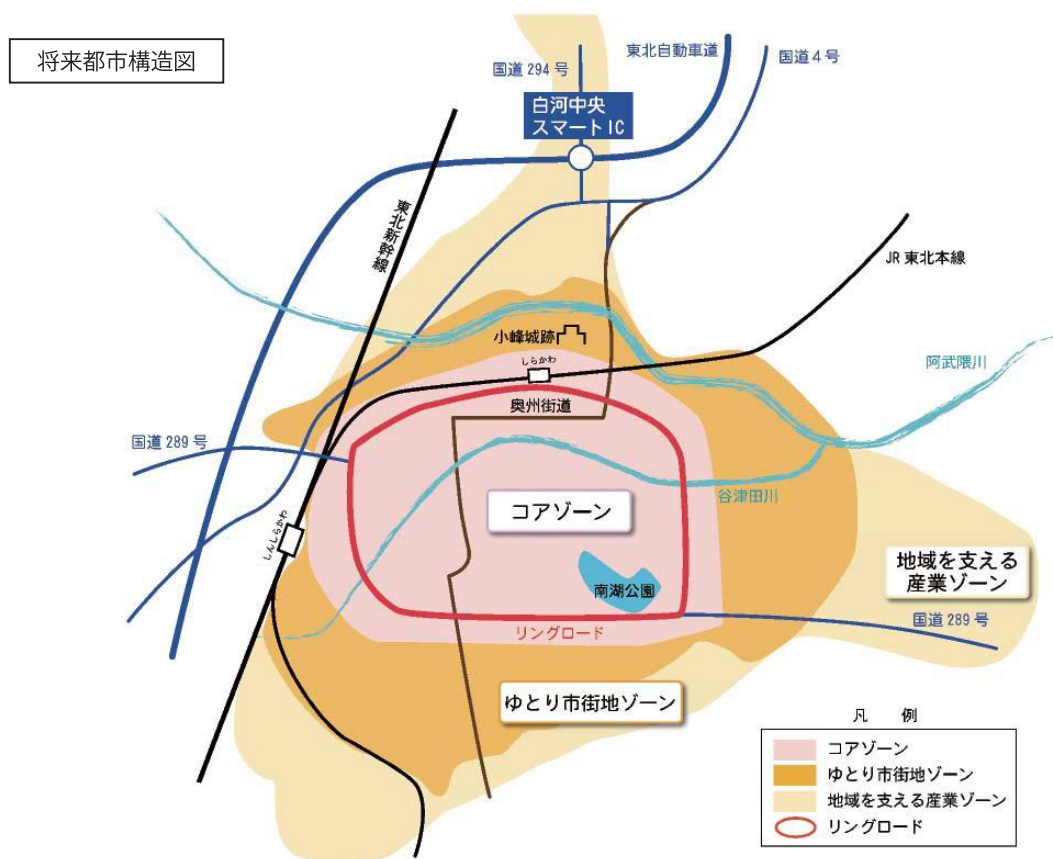 将来都市構造図
東北自動車道
国道4号
国道294号
白河中央
スマートIC
東北新幹線
JR東北本線
小峰城跡
しらかわ
阿武隈川
奥州街道
国道289号
谷津田川
コアゾーン
しんしらかわ
地域を支える
産業ゾーン
南湖公園
国道289号
リングロード
ゆとり市街地ゾーン
凡 例
コアゾーン
ゆとり市街地ゾーン
地域を支える産業ゾーン
リングロード